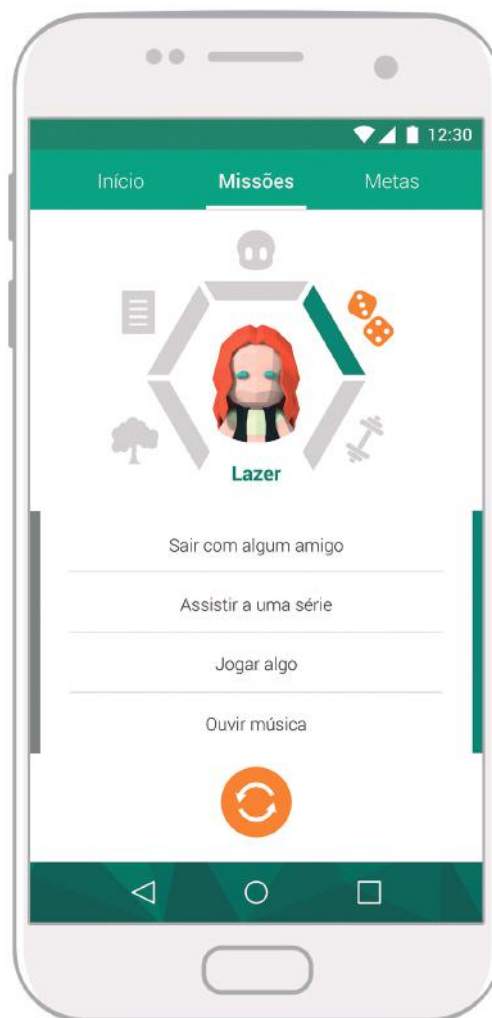 12:30
Início Missões Metas
Lazer
Sair com algum amigo
Assistir a uma série
Jogar algo
Ouvir música